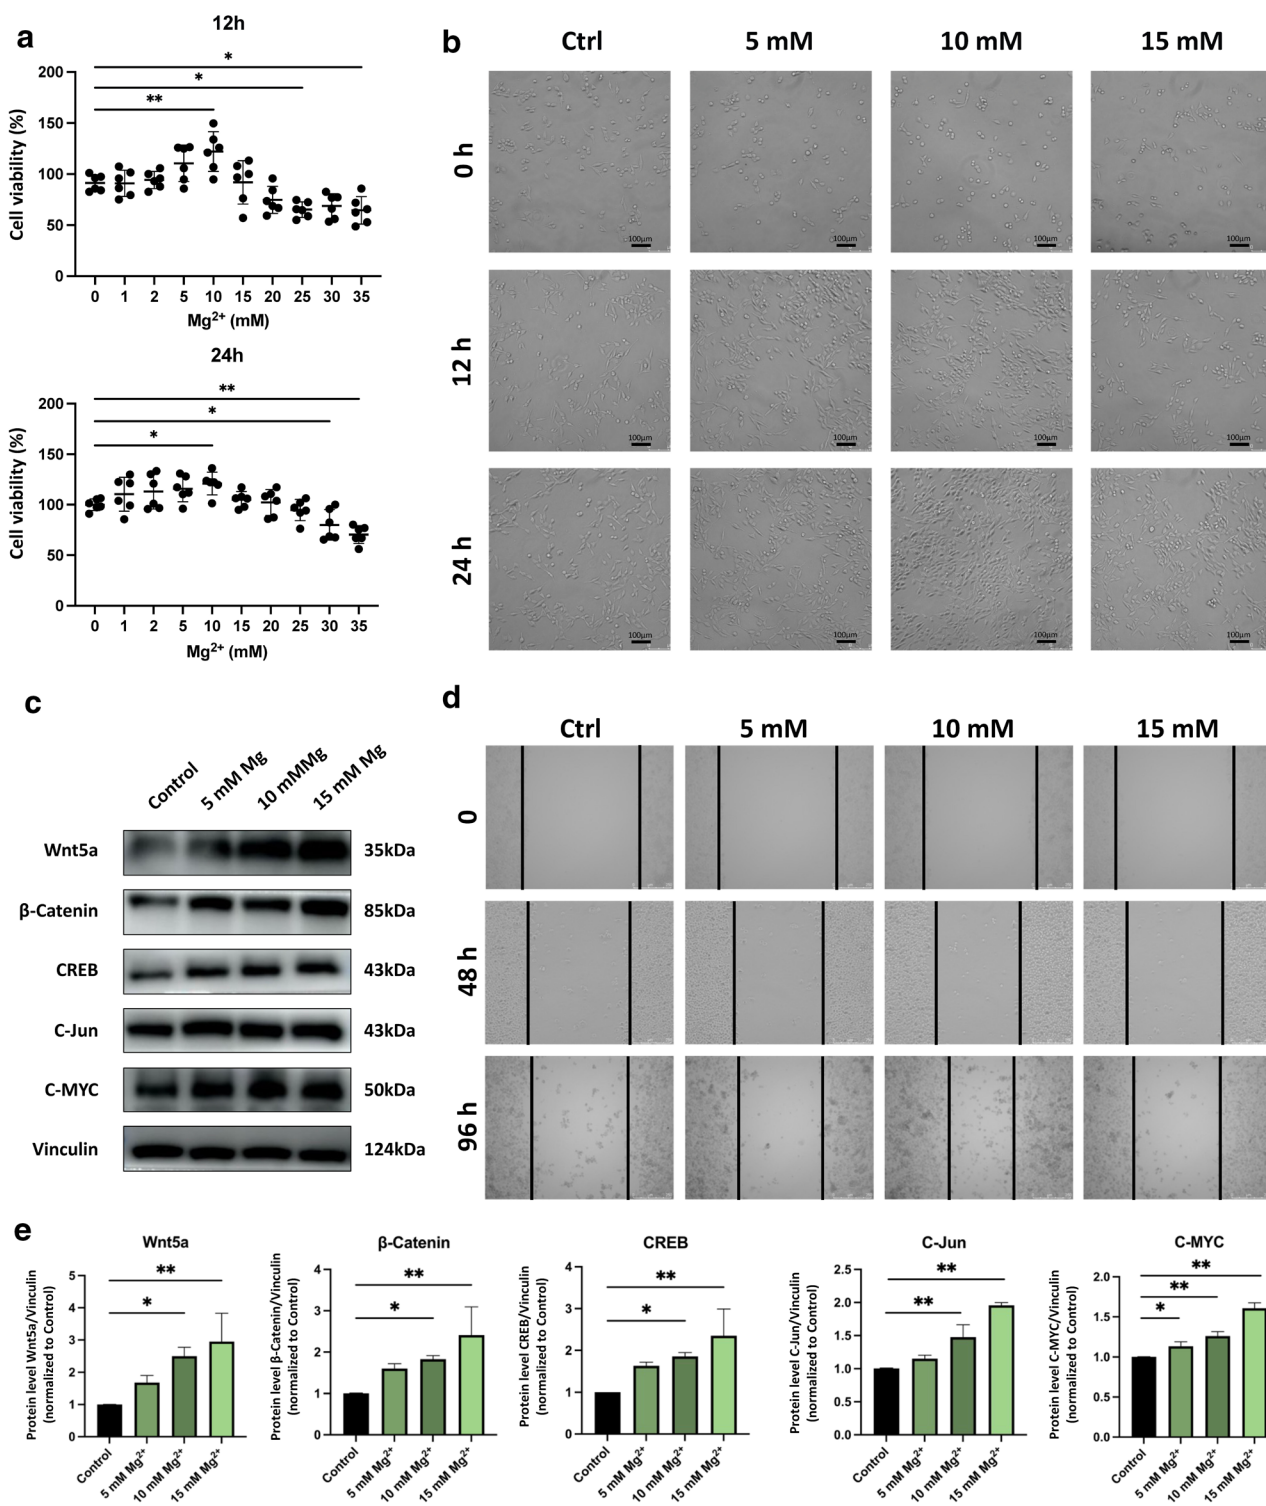 a
12h
*
*
**
Cell viability (%)
200
150
100
50
0
0 1 2 5 10 15 20 25 30 35
Mg²⁺ (mM)
24h
**
*
*
Cell viability (%)
200
150
100
50
0
0 1 2 5 10 15 20 25 30 35
Mg²⁺ (mM)
b
Ctrl 5 mM 10 mM 15 mM
0 h
100μm 100μm 100μm 100μm
12 h
100μm 100μm 100μm 100μm
24 h
100μm 100μm 100μm 100μm
c
Control 5 mM Mg 10 mMMg 15 mM Mg
Wnt5a 35kDa
β-Catenin 85kDa
CREB 43kDa
C-Jun 43kDa
C-MYC 50kDa
Vinculin 124kDa
d
Ctrl 5 mM 10 mM 15 mM
0
48 h
96 h
e
Wnt5a
Protein level Wnt5a/Vinculin
(normalized to Control)
5
4
3
2
1
0
**
*
Control 5 mM Mg²⁺ 10 mM Mg²⁺ 15 mM Mg²⁺
β-Catenin
Protein level β-Catenin/Vinculin
(normalized to Control)
4
3
2
1
0
**
*
Control 5 mM Mg²⁺ 10 mM Mg²⁺ 15 mM Mg²⁺
CREB
Protein level CREB/Vinculin
(normalized to Control)
4
3
2
1
0
**
*
Control 5 mM Mg²⁺ 10 mM Mg²⁺ 15 mM Mg²⁺
C-Jun
Protein level C-Jun/Vinculin
(normalized to Control)
2.5
2.0
1.5
1.0
0.5
0.0
**
**
Control 5 mM Mg²⁺ 10 mM Mg²⁺ 15 mM Mg²⁺
C-MYC
Protein level C-MYC/Vinculin
(normalized to Control)
2.0
1.5
1.0
0.5
0.0
**
**
*
Control 5 mM Mg²⁺ 10 mM Mg²⁺ 15 mM Mg²⁺